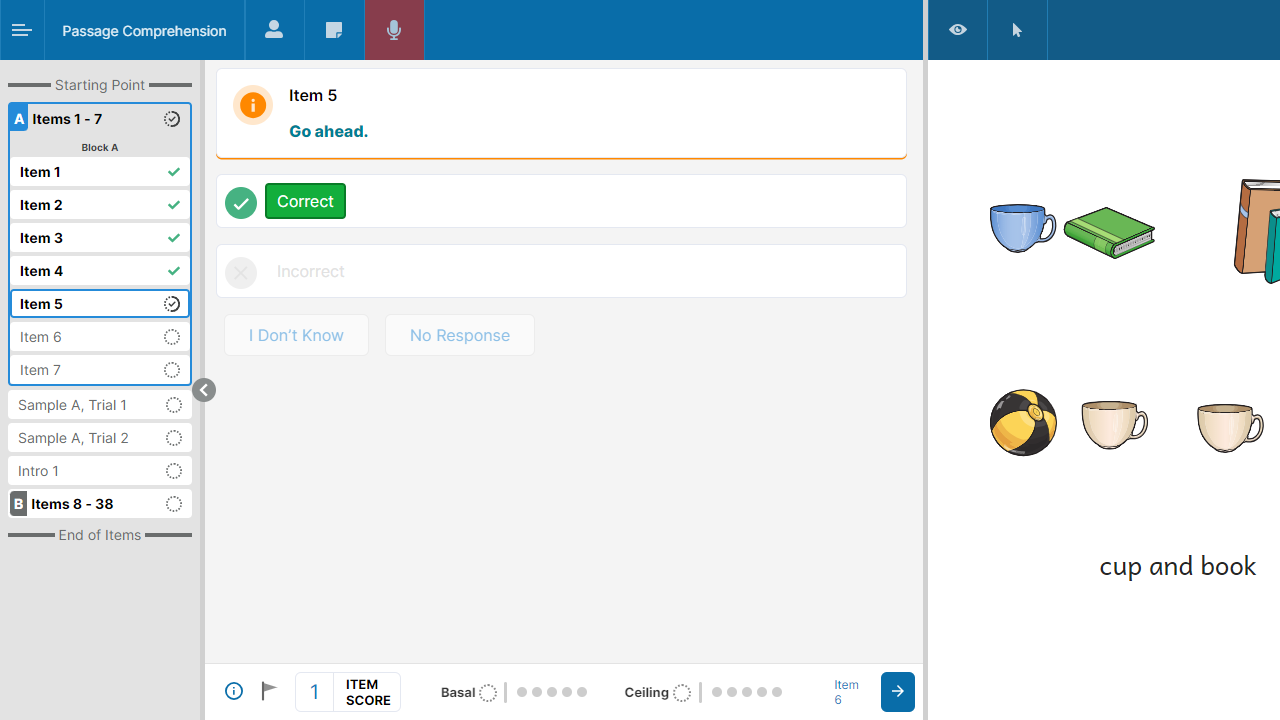 Passage Comprehension
Starting Point
A Items 1 - 7
Block A
Item 1
Item 2
Item 3
Item 4
Item 5
Item 6
Item 7
Sample A, Trial 1
Sample A, Trial 2
Intro 1
B Items 8 - 38
End of Items
Item 5
Go ahead.
Correct
Incorrect
I Don't Know
No Response
1
ITEM
SCORE
Basal
Ceiling
Item
6
cup and book